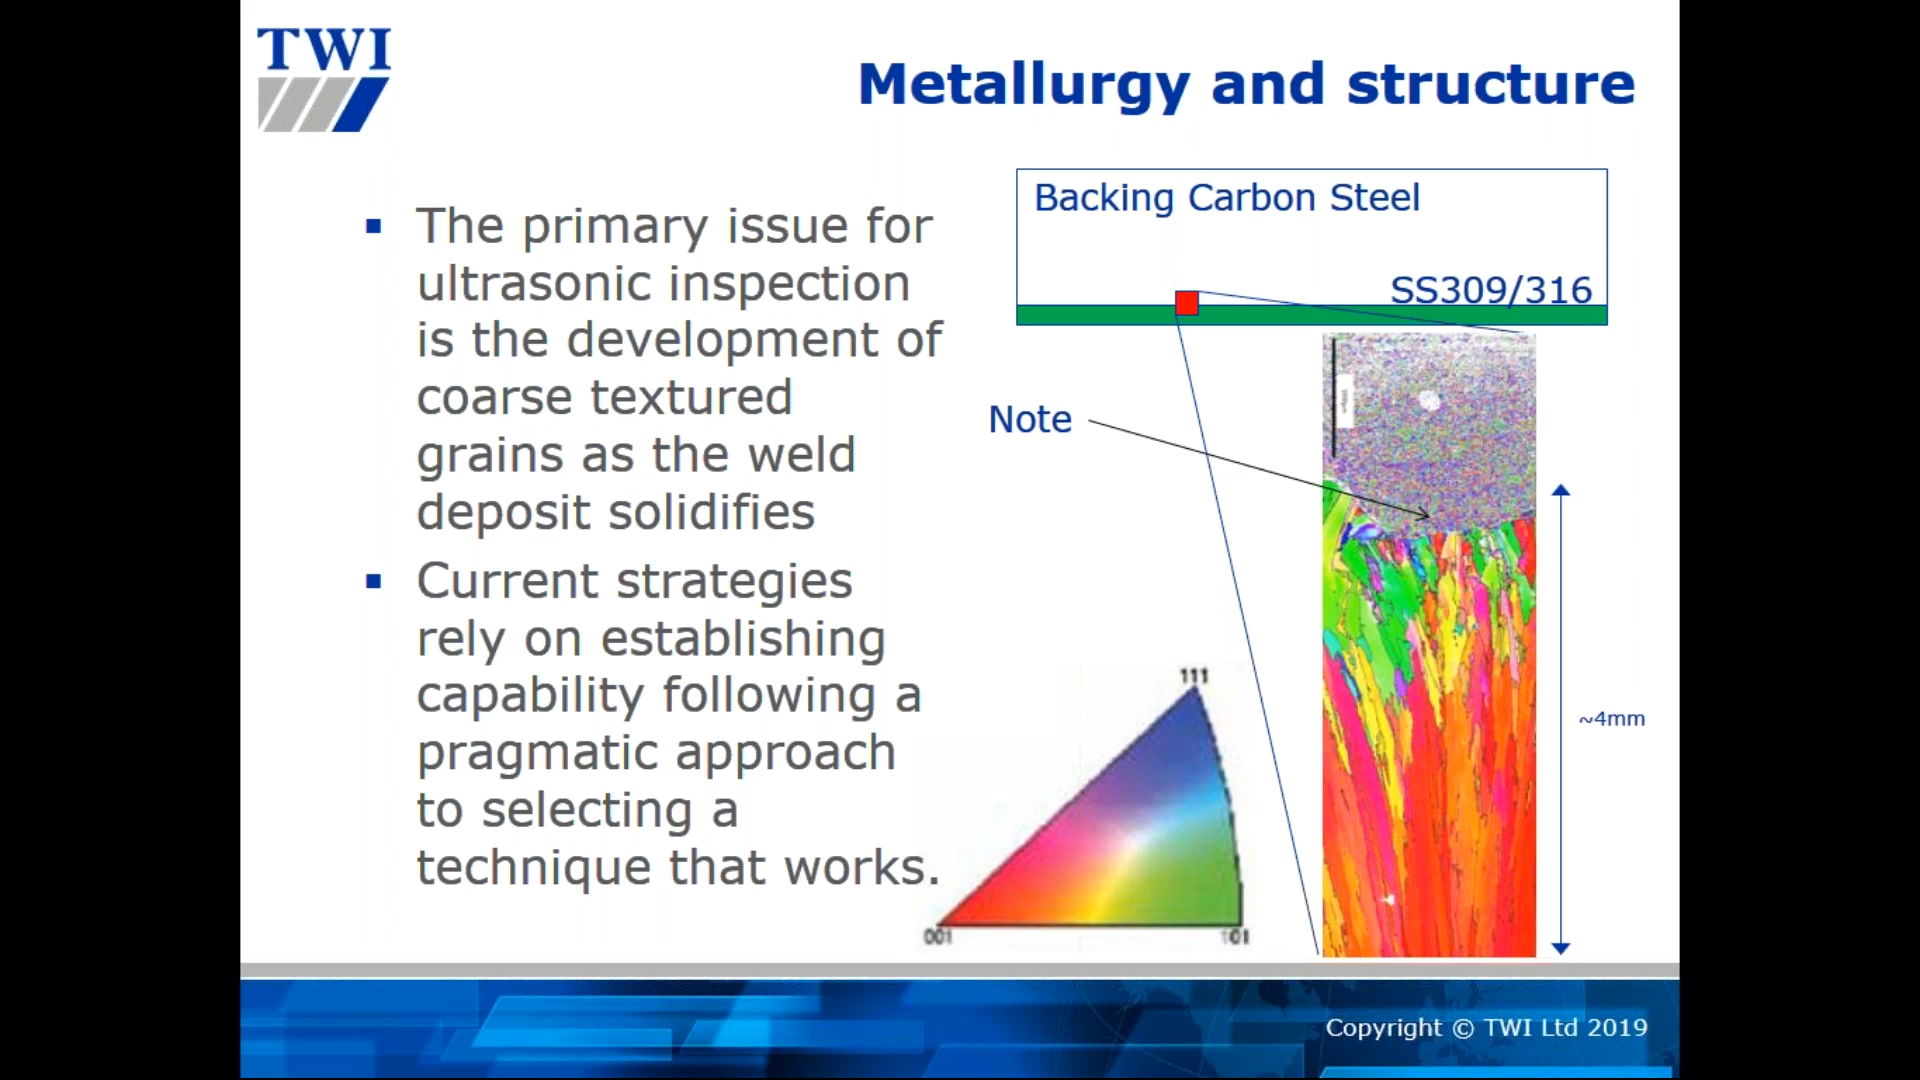 TWI
Metallurgy and structure
▪ The primary issue for
ultrasonic inspection
is the development of
coarse textured
grains as the weld
deposit solidifies
▪ Current strategies
rely on establishing
capability following a
pragmatic approach
to selecting a
technique that works.
Backing Carbon Steel
SS309/316
Note
~4mm
111
001
101
Copyright © TWI Ltd 2019